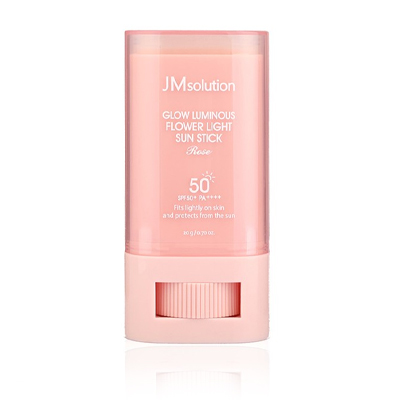 JMsolution
GLOW LUMINOUS
FLOWER LIGHT
SUN STICK
Rose
50+
SPF50+ PA++++
Fits lightly on skin
and protects from the sun